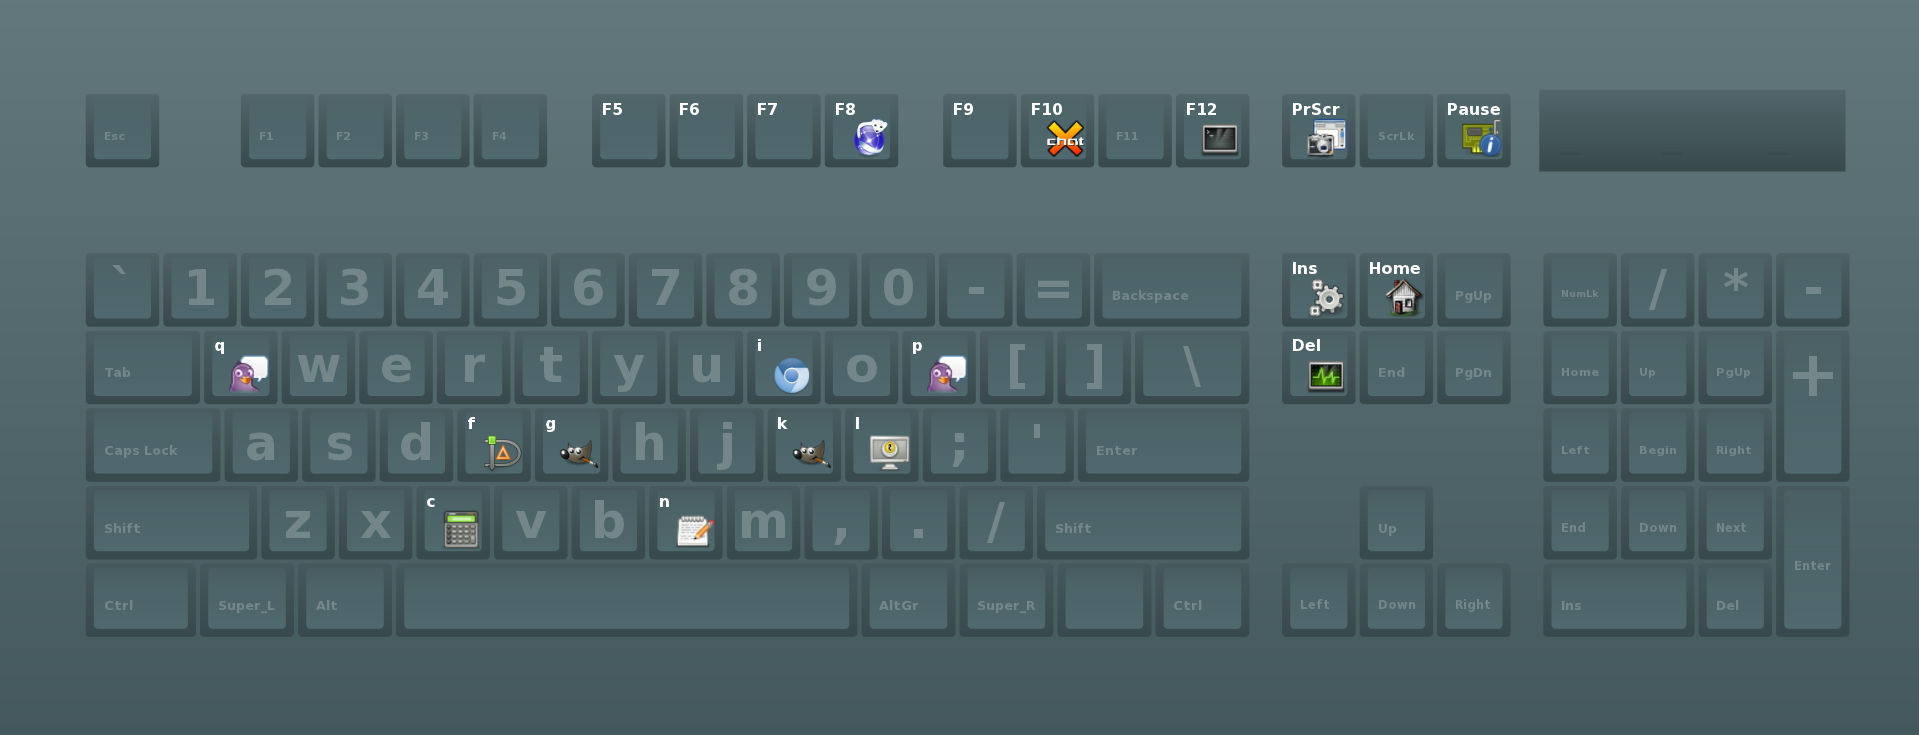 Esc F1 F2 F3 F4 F5 F6 F7 F8 F9 F10 F11 F12 PrScr ScrLk Pause
` 1 2 3 4 5 6 7 8 9 0 - = Backspace Ins Home PgUp NumLk / * -
Tab q w e r t y u i o p [ ] \ Del End PgDn Home Up PgUp +
Caps Lock a s d f g h j k l ; ' Enter Left Begin Right
Shift z x c v b n m , . / Shift Up End Down Next Enter
Ctrl Super_L Alt AltGr Super_R Ctrl Left Down Right Ins Del